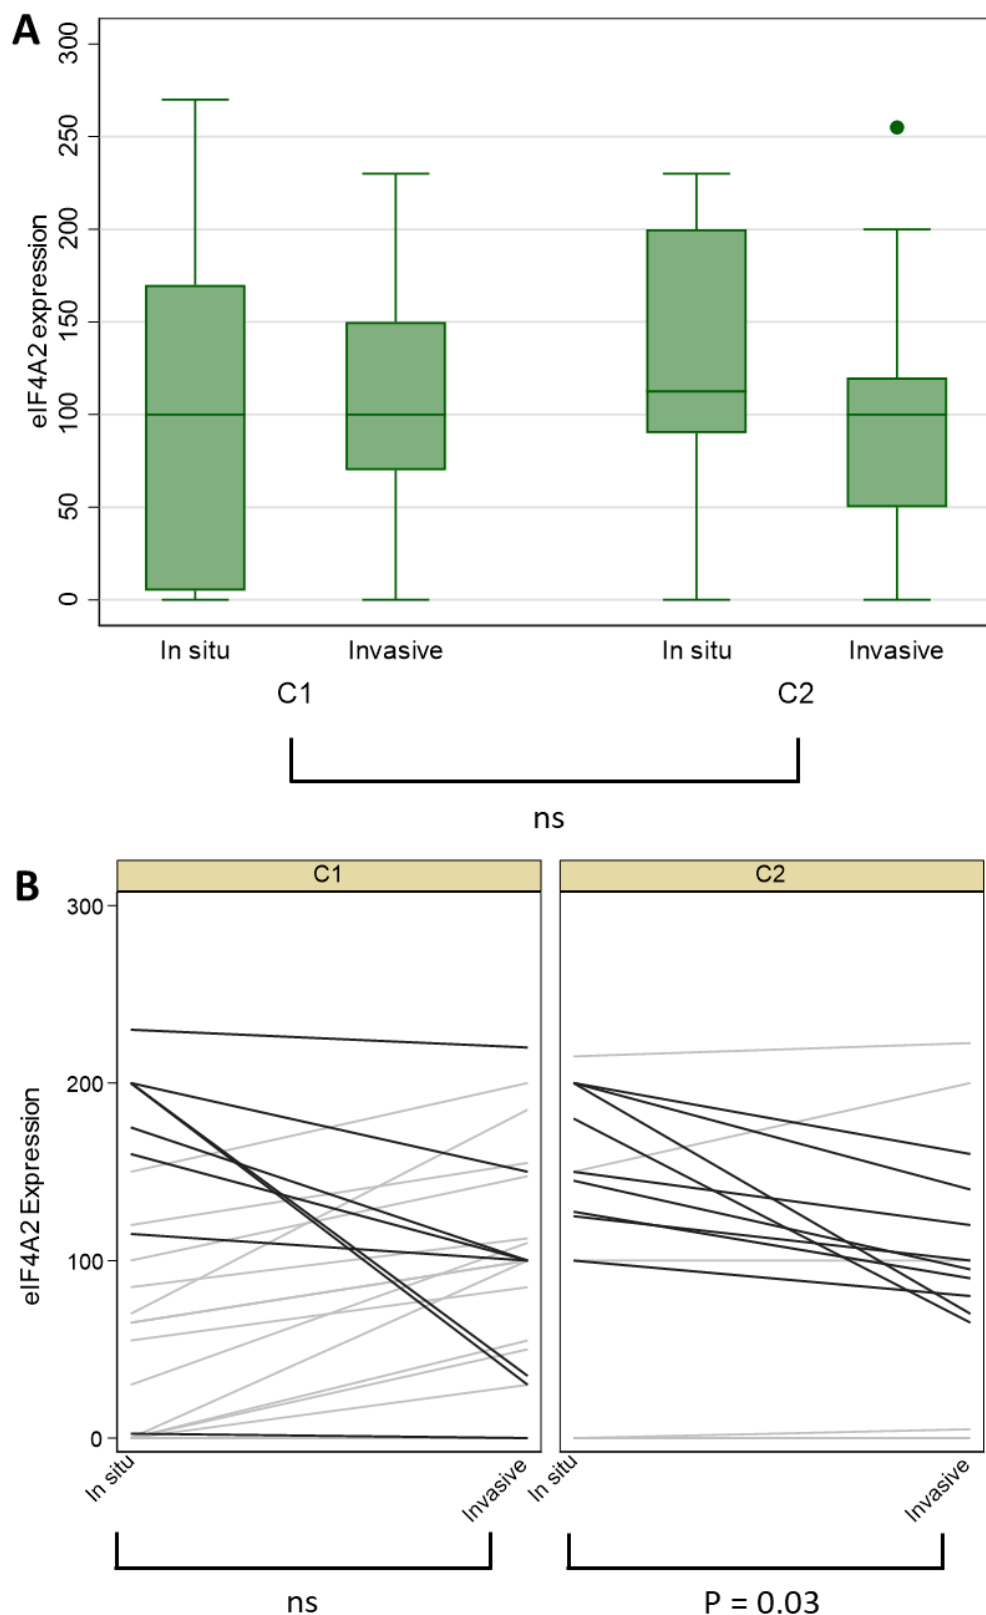 A
300
250
200
150
100
50
0
eIF4A2 expression
In situ Invasive In situ Invasive
C1 C2
ns
B
C1 C2
300
200
100
0
eIF4A2 Expression
In situ Invasive In situ Invasive
ns P = 0.03